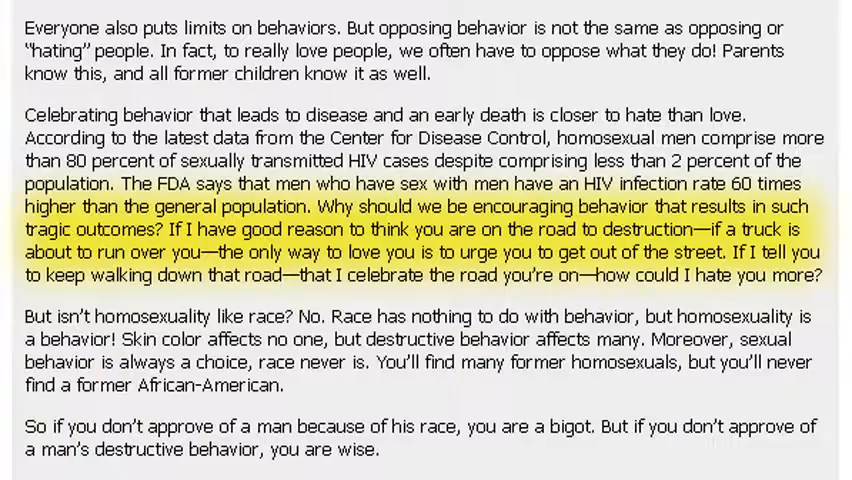 Everyone also puts limits on behaviors. But opposing behavior is not the same as opposing or
"hating" people. In fact, to really love people, we often have to oppose what they do! Parents
know this, and all former children know it as well.
Celebrating behavior that leads to disease and an early death is closer to hate than love.
According to the latest data from the Center for Disease Control, homosexual men comprise more
than 80 percent of sexually transmitted HIV cases despite comprising less than 2 percent of the
population. The FDA says that men who have sex with men have an HIV infection rate 60 times
higher than the general population. Why should we be encouraging behavior that results in such
tragic outcomes? If I have good reason to think you are on the road to destruction—if a truck is
about to run over you—the only way to love you is to urge you to get out of the street. If I tell you
to keep walking down that road—that I celebrate the road you're on—how could I hate you more?
But isn't homosexuality like race? No. Race has nothing to do with behavior, but homosexuality is
a behavior! Skin color affects no one, but destructive behavior affects many. Moreover, sexual
behavior is always a choice, race never is. You'll find many former homosexuals, but you'll never
find a former African-American.
So if you don't approve of a man because of his race, you are a bigot. But if you don't approve of
a man's destructive behavior, you are wise.